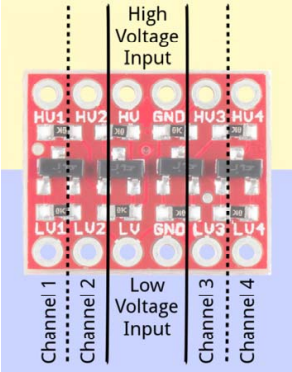 High
Voltage
Input
HV1 HV2 HV GND HV3 HV4
LV1 LV2 LV GND LV3 LV4
Channel 1
Channel 2
Low
Voltage
Input
Channel 3
Channel 4